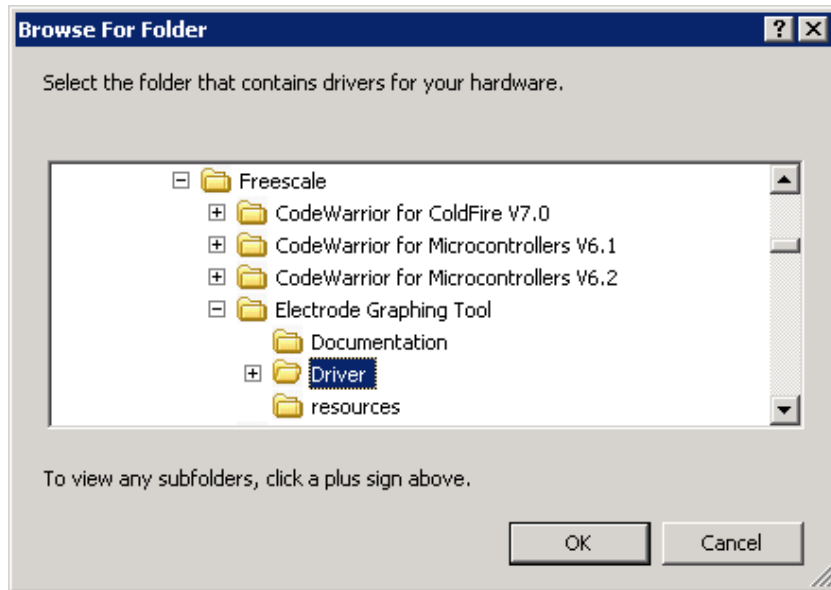 Browse For Folder
Select the folder that contains drivers for your hardware.
Freescale
CodeWarrior for ColdFire V7.0
CodeWarrior for Microcontrollers V6.1
CodeWarrior for Microcontrollers V6.2
Electrode Graphing Tool
Documentation
Driver
resources
To view any subfolders, click a plus sign above.
OK Cancel